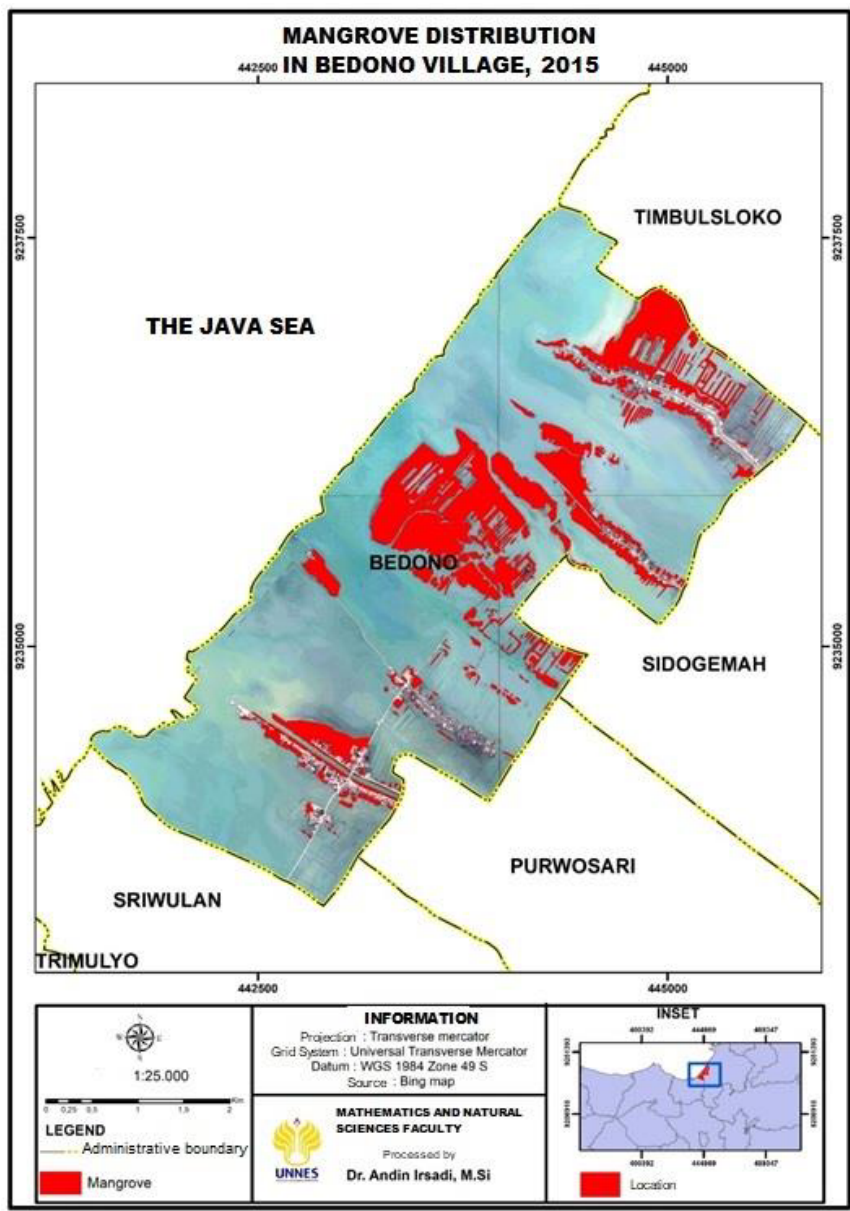 MANGROVE DISTRIBUTION
IN BEDONO VILLAGE, 2015
442500
445000
9237500
9237500
TIMBULSLOKO
THE JAVA SEA
BEDONO
9235000
9235000
SIDOGEMAH
PURWOSARI
SRIWULAN
TRIMULYO
442500
445000
N
W
E
S
1:25.000
0 0,25 0,5 1 1,5 2 Km
LEGEND
Administrative boundary
Mangrove
INFORMATION
Projection : Transverse mercator
Grid System : Universal Transverse Mercator
Datum : WGS 1984 Zone 49 S
Source : Bing map
UNNES
MATHEMATICS AND NATURAL
SCIENCES FACULTY
Processed by
Dr. Andin Irsadi, M.Si
INSET
Location